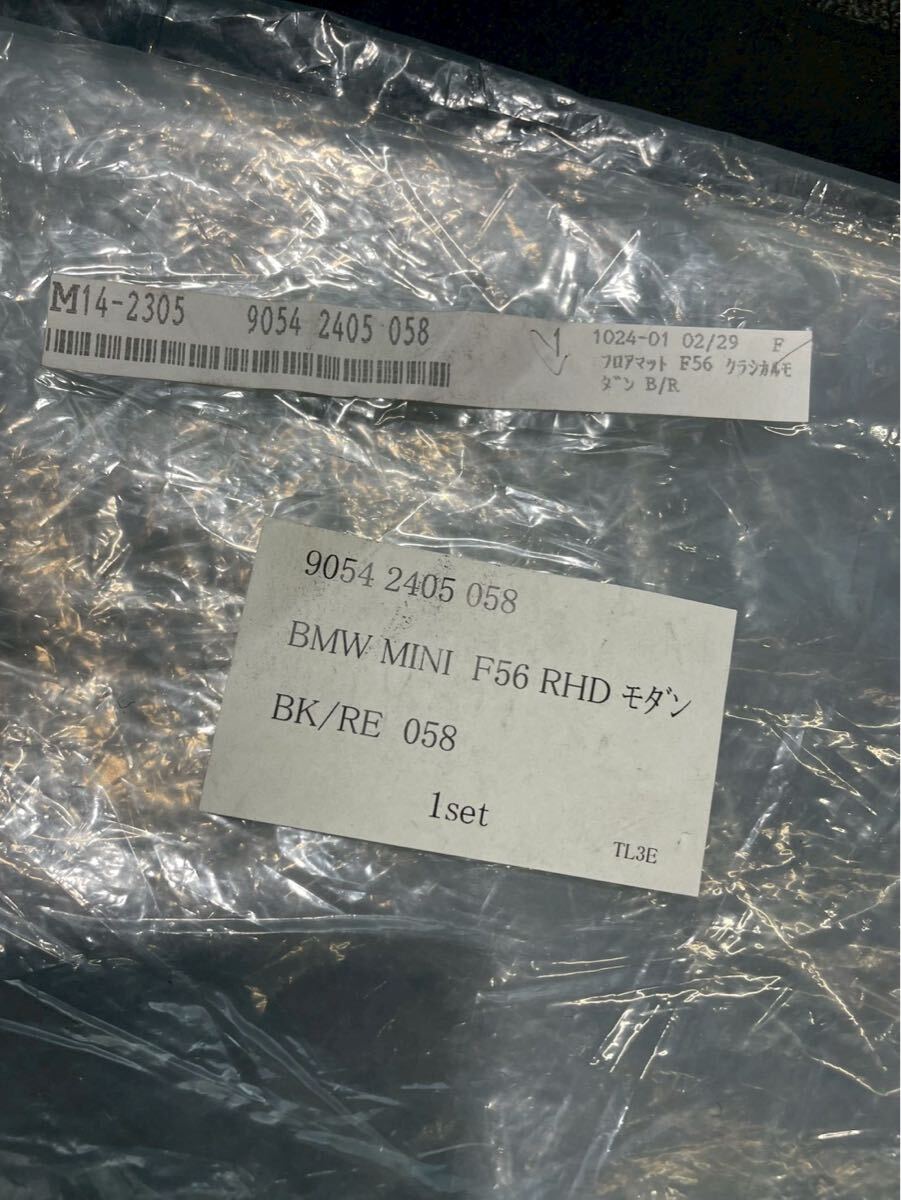 M14-2305 9054 2405 058
1
1024-01 02/29 F
ﾌﾛｱﾏｯﾄ F56 ｸﾗｼｶﾙﾓ
ﾀﾞﾝ B/R
9054 2405 058
BMW MINI F56 RHD ﾓﾀﾞﾝ
BK/RE 058
1set
TL3E